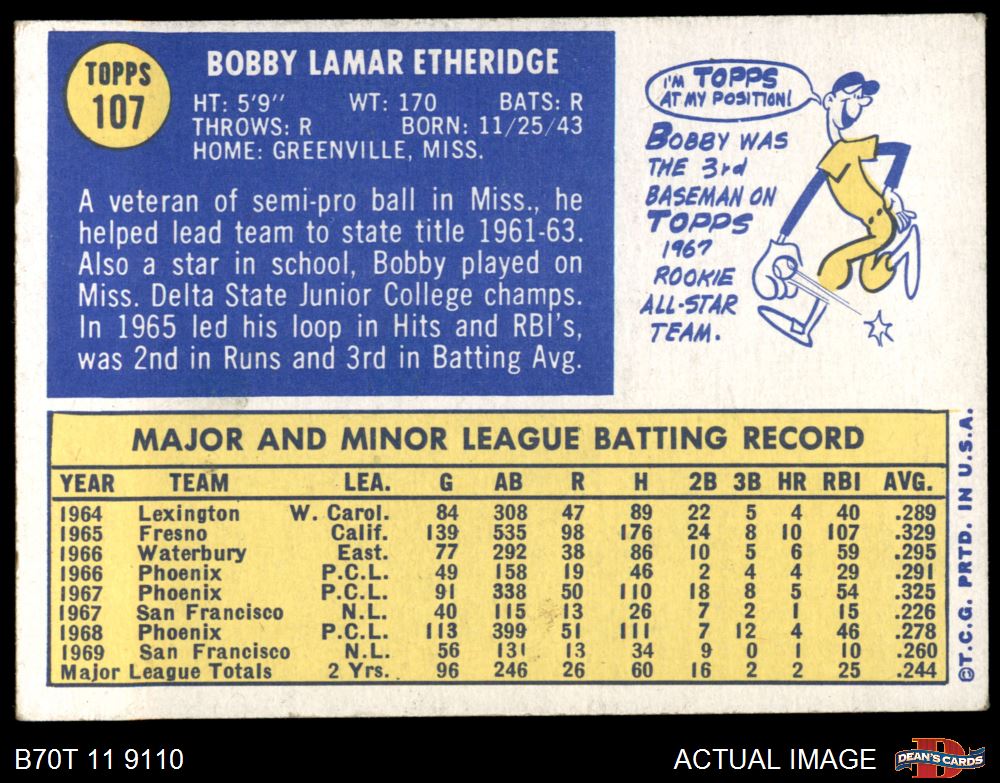 TOPPS
107
BOBBY LAMAR ETHERIDGE
HT: 5'9" WT: 170 BATS: R
THROWS: R BORN: 11/25/43
HOME: GREENVILLE, MISS.
A veteran of semi-pro ball in Miss., he
helped lead team to state title 1961-63.
Also a star in school, Bobby played on
Miss. Delta State Junior College champs.
In 1965 led his loop in Hits and RBI's,
was 2nd in Runs and 3rd in Batting Avg.
I'M TOPPS
AT MY POSITION!
BOBBY WAS
THE 3rd
BASEMAN ON
TOPPS
1967
ROOKIE
ALL-STAR
TEAM.
MAJOR AND MINOR LEAGUE BATTING RECORD
YEAR TEAM LEA. G AB R H 2B 3B HR RBI AVG.
1964 Lexington W. Carol. 84 308 47 89 22 5 4 40 .289
1965 Fresno Calif. 139 535 98 176 24 8 10 107 .329
1966 Waterbury East. 77 292 38 86 10 5 6 59 .295
1966 Phoenix P.C.L. 49 158 19 46 2 4 4 29 .291
1967 Phoenix P.C.L. 91 338 50 110 18 8 5 54 .325
1967 San Francisco N.L. 40 115 13 26 7 2 1 15 .226
1968 Phoenix P.C.L. 113 399 51 111 7 12 4 46 .278
1969 San Francisco N.L. 56 131 13 34 9 0 1 10 .260
Major League Totals 2 Yrs. 96 246 26 60 16 2 2 25 .244
©T.C.G. PRTD. IN U.S.A.
B70T 11 9110
ACTUAL IMAGE
D
DEAN'S CARDS